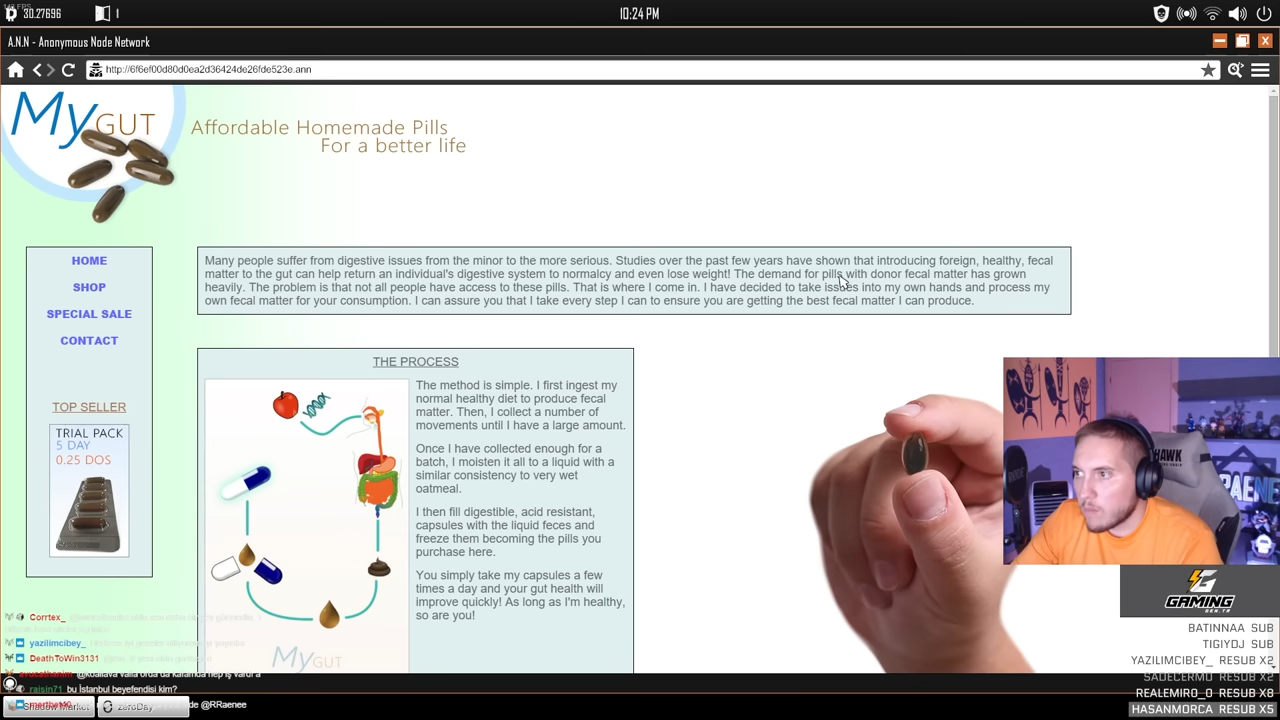 30.27696
1
10:24 PM
A.N.N - Anonymous Node Network
http://6f6ef00d80d0ea2d36424de26fde523e.ann
My GUT
Affordable Homemade Pills
For a better life
HOME
SHOP
SPECIAL SALE
CONTACT
TOP SELLER
TRIAL PACK
5 DAY
0.25 DOS
Many people suffer from digestive issues from the minor to the more serious. Studies over the past few years have shown that introducing foreign, healthy, fecal
matter to the gut can help return an individual's digestive system to normalcy and even lose weight! The demand for pills with donor fecal matter has grown
heavily. The problem is that not all people have access to these pills. That is where I come in. I have decided to take issues into my own hands and process my
own fecal matter for your consumption. I can assure you that I take every step I can to ensure you are getting the best fecal matter I can produce.
THE PROCESS
The method is simple. I first ingest my
normal healthy diet to produce fecal
matter. Then, I collect a number of
movements until I have a large amount.
Once I have collected enough for a
batch, I moisten it all to a liquid with a
similar consistency to very wet
oatmeal.
I then fill digestible, acid resistant,
capsules with the liquid feces and
freeze them becoming the pills you
purchase here.
You simply take my capsules a few
times a day and your gut health will
improve quickly! As long as I'm healthy,
so are you!
My GUT
HAWK
GAMING
GEN.TR
BATINNAA SUB
TIGIYDJ SUB
YAZILIMCIBEY_ RESUB X2
SADECERMO RESUB X2
REALEMIRO_0 RESUB X8
HASANMORCA RESUB X5
Corrtex_
yazilimcibey_
DeathToWin3131
raisin71 bu İstanbul beyefendisi kim?
@RRaenee
Shadow Market
zeroDay